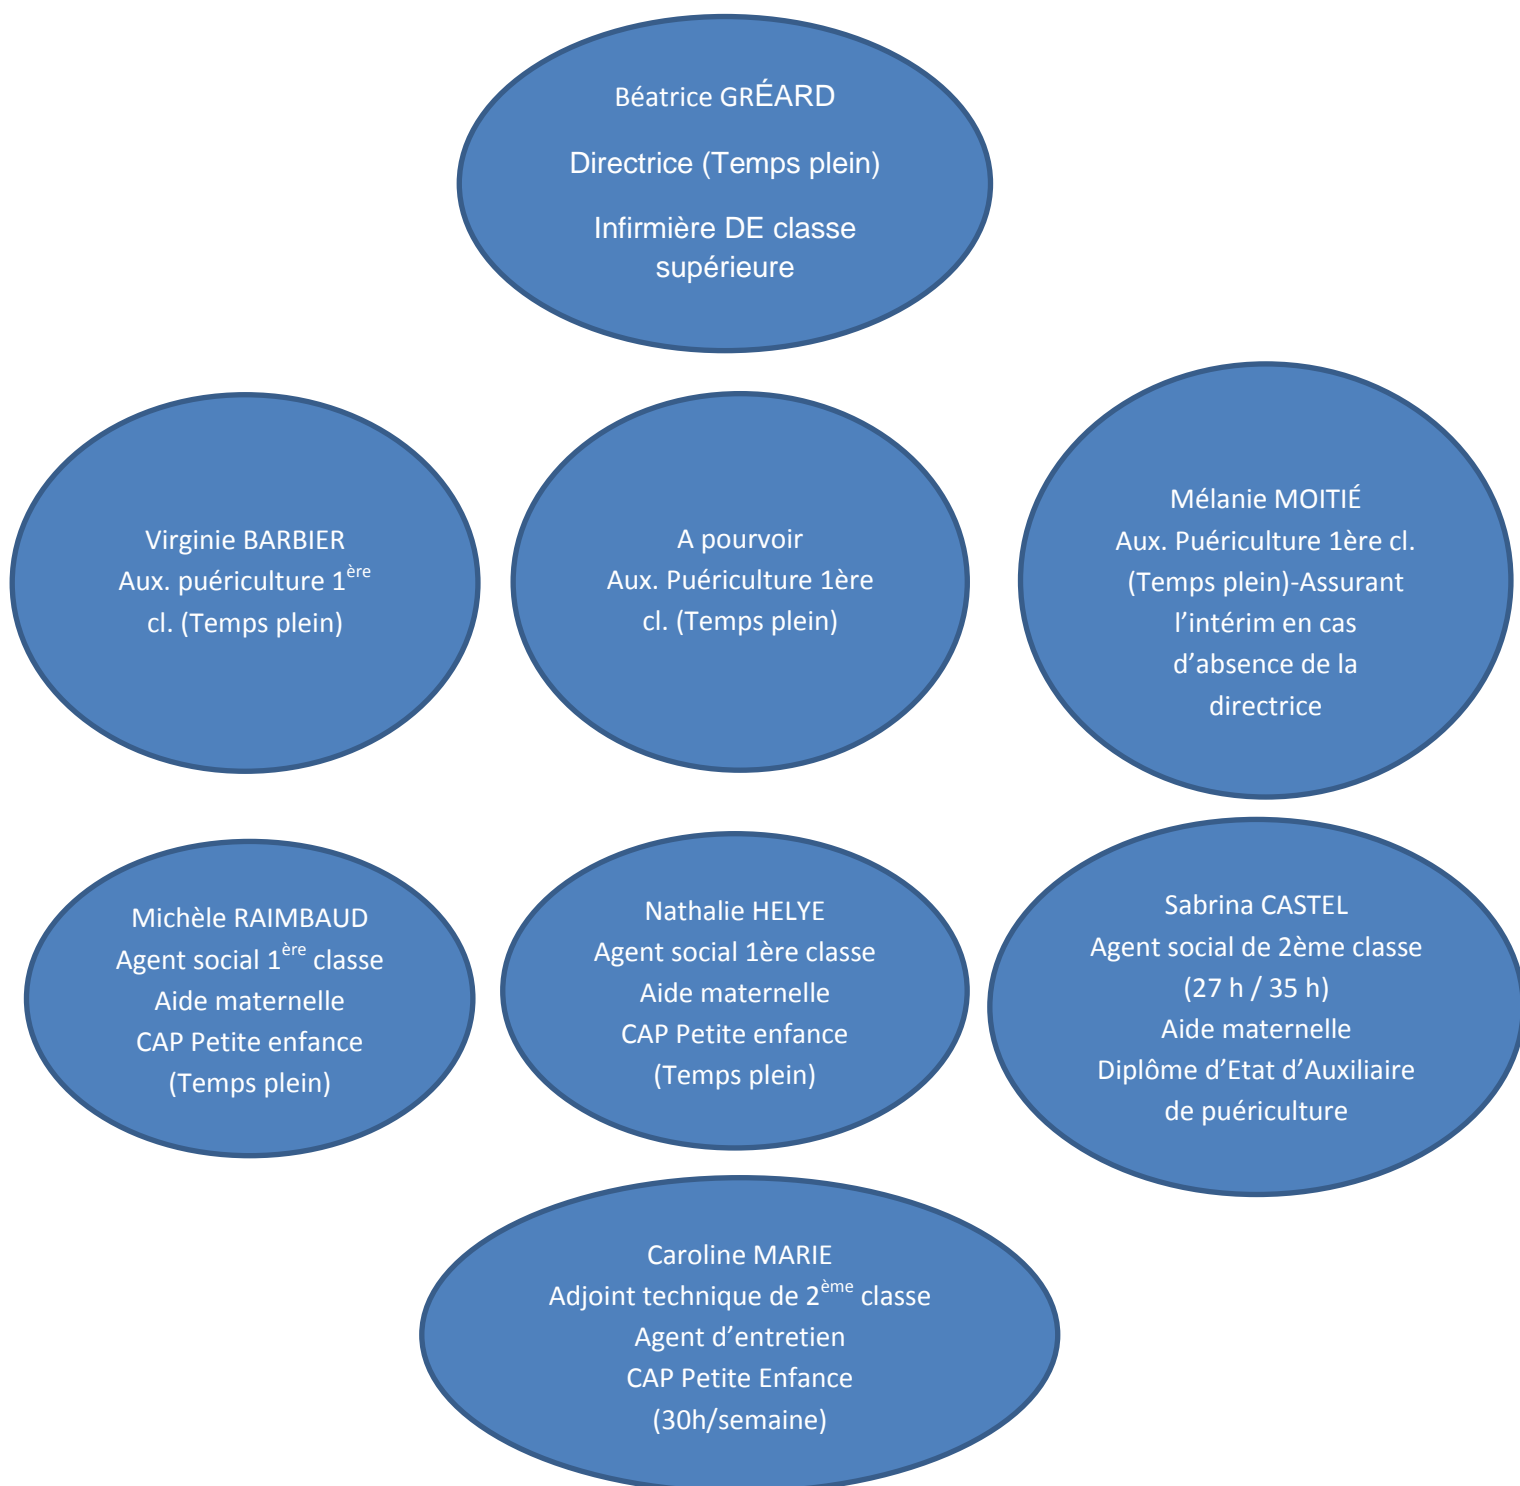 Béatrice GRÉARD
Directrice (Temps plein)
Infirmière DE classe
supérieure
Virginie BARBIER
Aux. puériculture 1ère
cl. (Temps plein)
A pourvoir
Aux. Puériculture 1ère
cl. (Temps plein)
Mélanie MOITIÉ
Aux. Puériculture 1ère cl.
(Temps plein)-Assurant
l’intérim en cas
d’absence de la
directrice
Michèle RAIMBAUD
Agent social 1ère classe
Aide maternelle
CAP Petite enfance
(Temps plein)
Nathalie HELYE
Agent social 1ère classe
Aide maternelle
CAP Petite enfance
(Temps plein)
Sabrina CASTEL
Agent social de 2ème classe
(27 h / 35 h)
Aide maternelle
Diplôme d’Etat d’Auxiliaire
de puériculture
Caroline MARIE
Adjoint technique de 2ème classe
Agent d’entretien
CAP Petite Enfance
(30h/semaine)